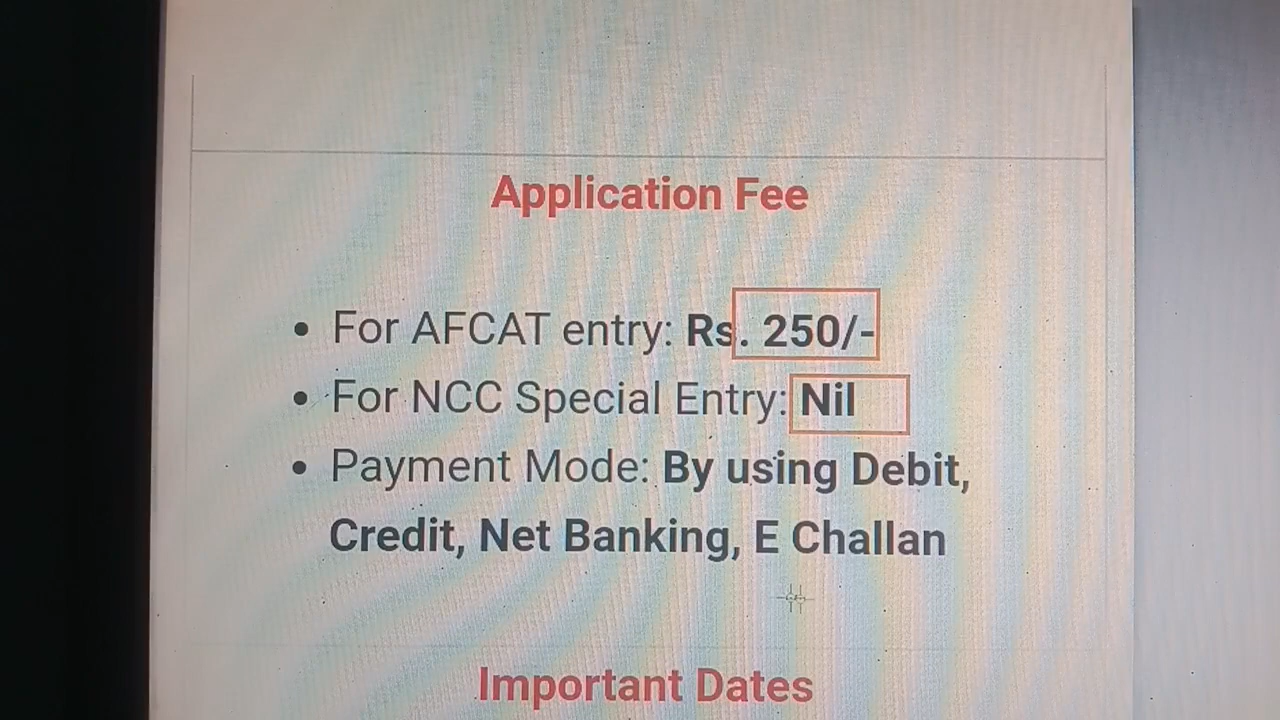 Application Fee
• For AFCAT entry: Rs. 250/-
• For NCC Special Entry: Nil
• Payment Mode: By using Debit,
Credit, Net Banking, E Challan
Important Dates